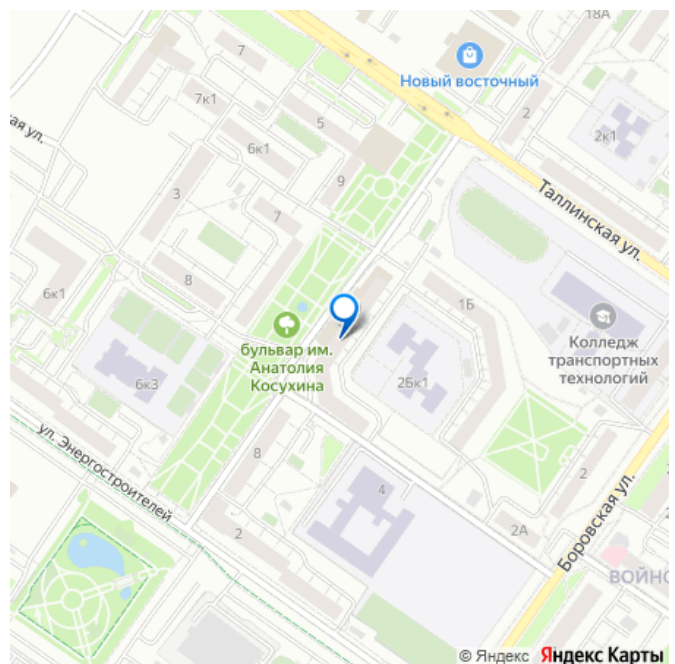 18А
7
Новый восточный
7к1
5
2
2к1
6к1
ая ул.
9
3
Таллинская ул.
7
8
6к1
1Б
Колледж
транспортных
технологий
бульвар им.
Анатолия
Косухина
6к3
2Бк1
ул. Энергостроителей
8
4
2
2
2А
Боровская ул.
2
ВОЙНО
© Яндекс Яндекс Карты